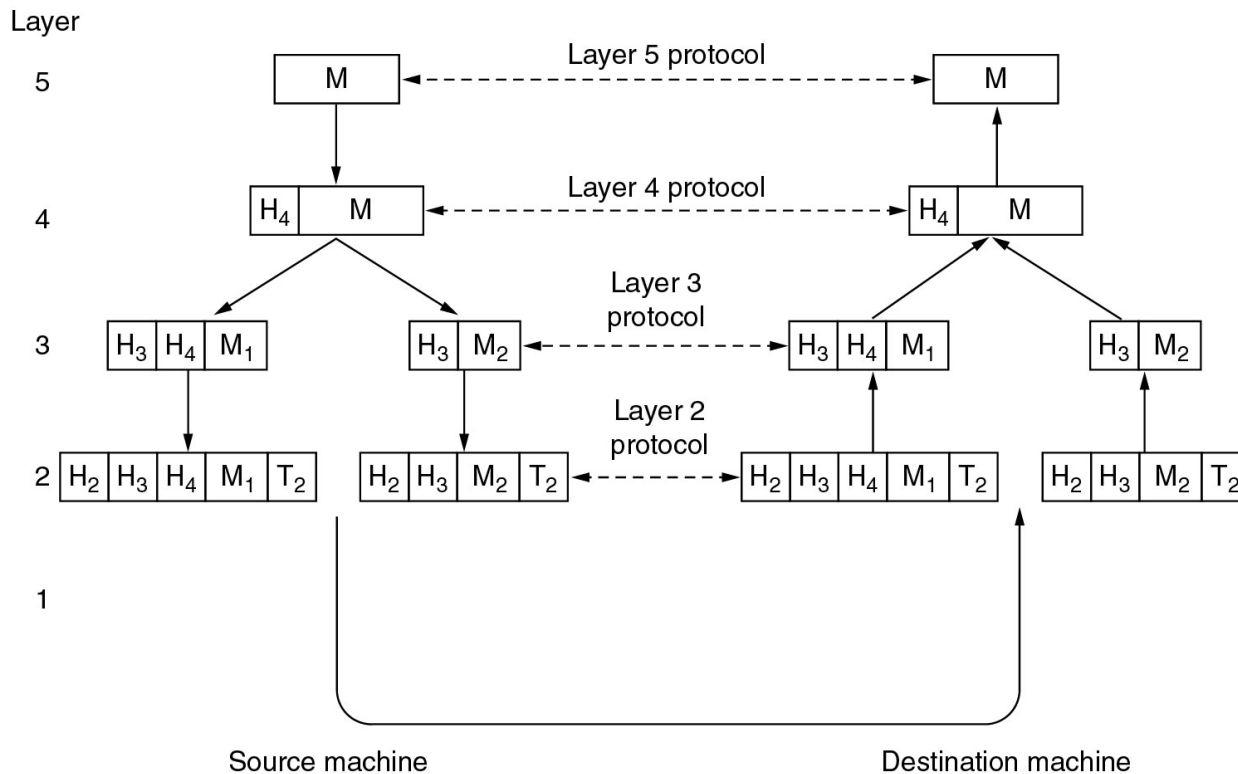 Layer
5 M Layer 5 protocol M
4 H₄ M Layer 4 protocol H₄ M
Layer 3
protocol
3 H₃ H₄ M₁ H₃ M₂ H₃ H₄ M₁ H₃ M₂
Layer 2
protocol
2 H₂ H₃ H₄ M₁ T₂ H₂ H₃ M₂ T₂ H₂ H₃ H₄ M₁ T₂ H₂ H₃ M₂ T₂
1
Source machine Destination machine